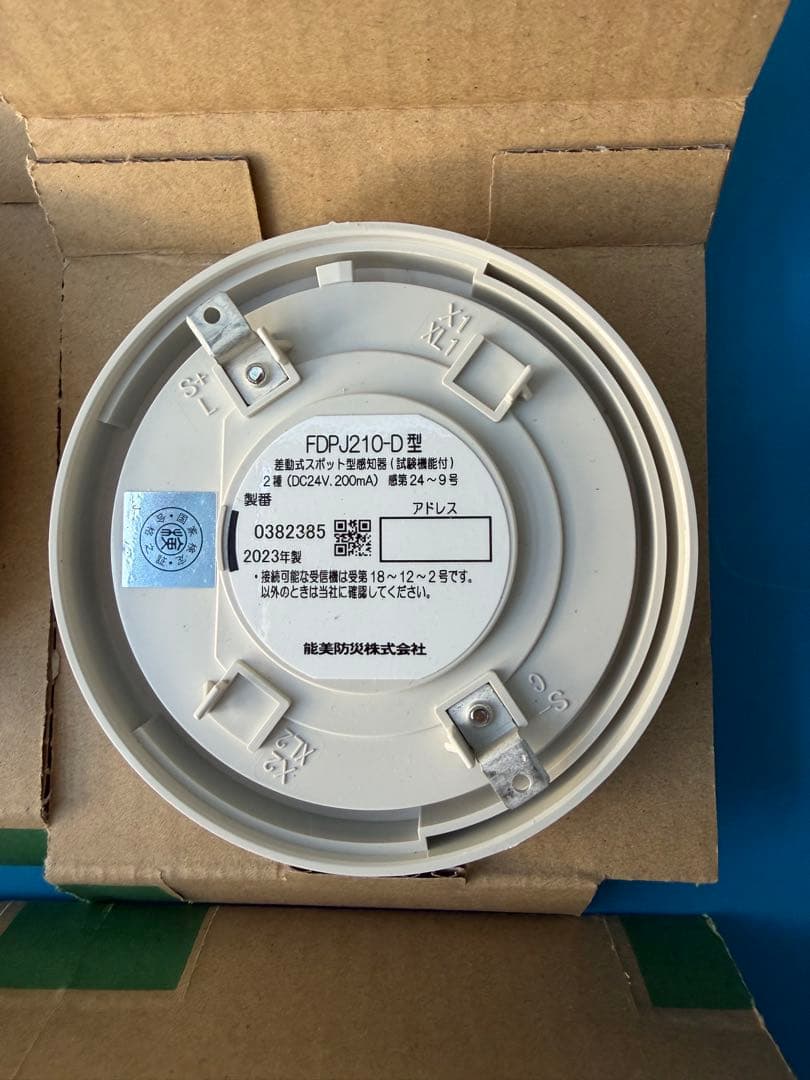 X1
XL1
S+
L
FDPJ210-D型
差動式スポット型感知器(試験機能付)
2種(DC24V.200mA) 感第24～9号
製番
アドレス
0382385
2023年製
・接続可能な受信機は受第18～12～2号です。
以外のときは当社に確認してください。
能美防災株式会社
X2
XL2